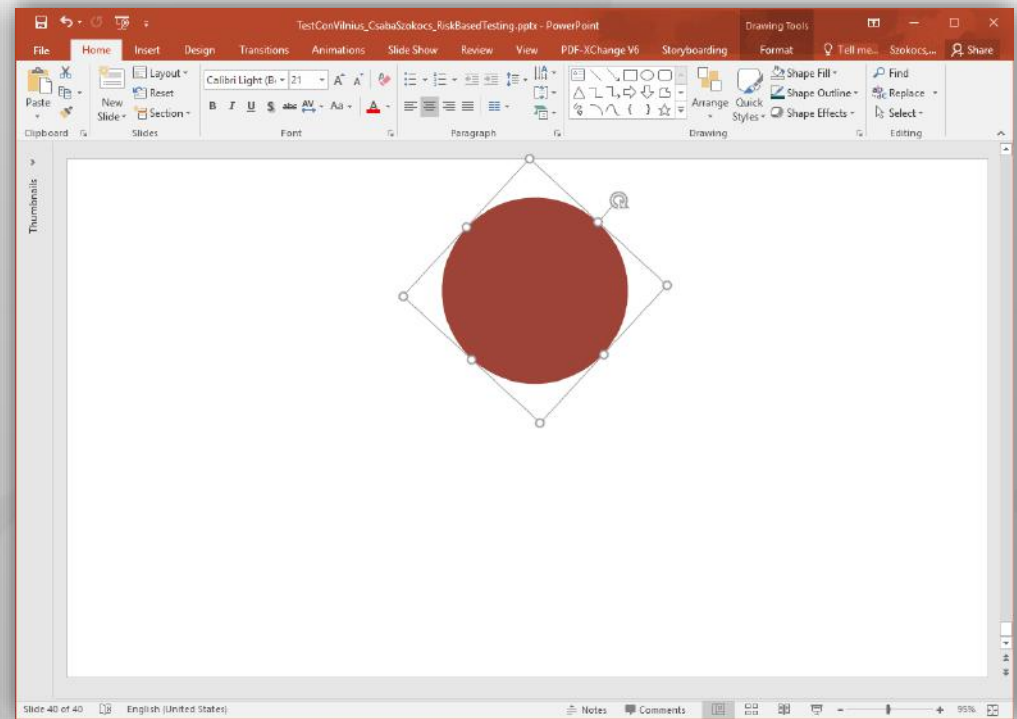 TestConVilnius_CsabaSzokocs_RiskBasedTesting.pptx - PowerPoint
Drawing Tools
File Home Insert Design Transitions Animations Slide Show Review View PDF-XChange V6 Storyboarding Format Tell me... Szokocs,... Share
Paste
New Slide
Layout
Reset
Section
Calibri Light (B 21 A A
B I U S abc AV Aa A
Arrange
Quick Styles
Shape Fill
Shape Outline
Shape Effects
Find
Replace
Select
Clipboard Slides Font Paragraph Drawing Editing
Thumbnails
Slide 40 of 40 English (United States) Notes Comments 95%